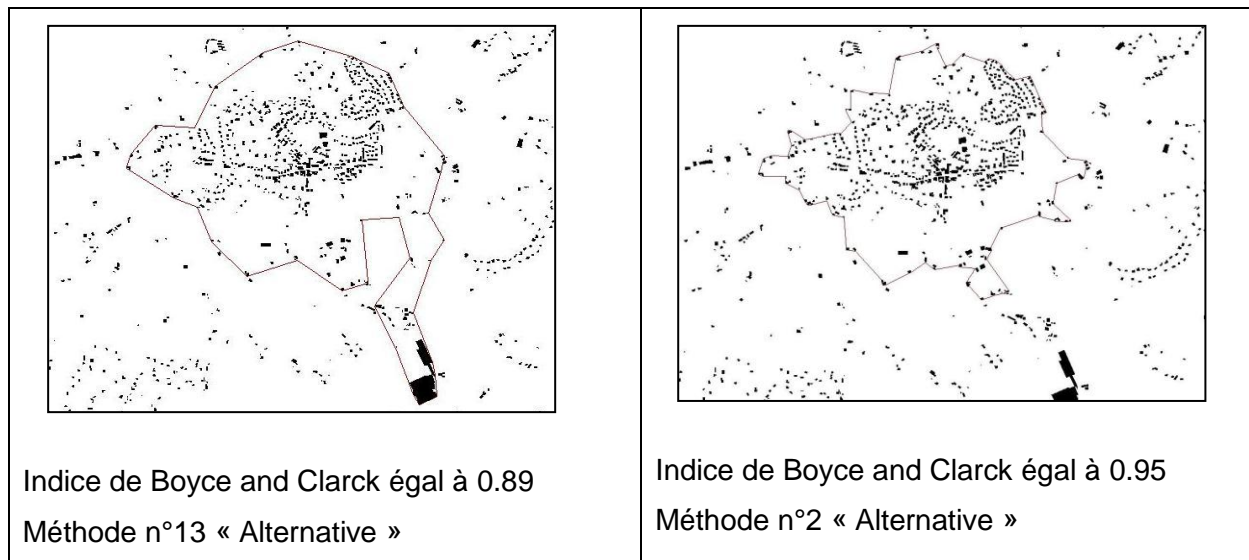 Indice de Boyce and Clarck égal à 0.89
Méthode n°13 « Alternative »
Indice de Boyce and Clarck égal à 0.95
Méthode n°2 « Alternative »